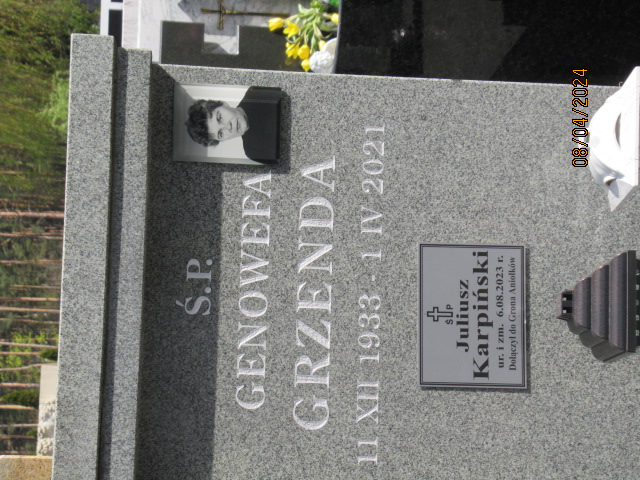 Ś.P.
GENOWEFA
GRZENDA
11 XII 1933 - 1 IV 2021
Ś P
Juliusz
Karpiński
ur. i zm. 6.08.2023 r.
Dołączył do Grona Aniołków
08/04/2024